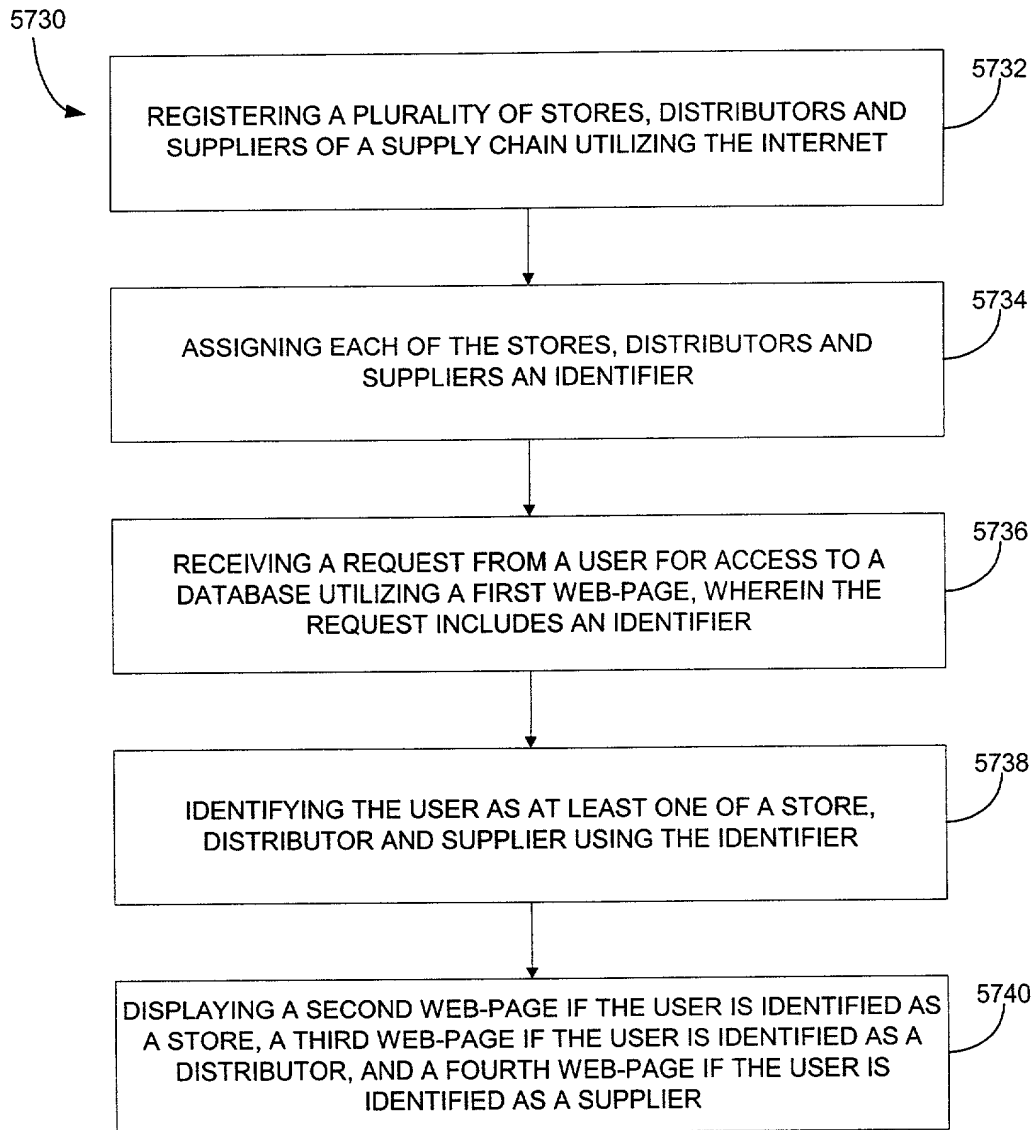 5730
5732
REGISTERING A PLURALITY OF STORES, DISTRIBUTORS AND
SUPPLIERS OF A SUPPLY CHAIN UTILIZING THE INTERNET
5734
ASSIGNING EACH OF THE STORES, DISTRIBUTORS AND
SUPPLIERS AN IDENTIFIER
5736
RECEIVING A REQUEST FROM A USER FOR ACCESS TO A
DATABASE UTILIZING A FIRST WEB-PAGE, WHEREIN THE
REQUEST INCLUDES AN IDENTIFIER
5738
IDENTIFYING THE USER AS AT LEAST ONE OF A STORE,
DISTRIBUTOR AND SUPPLIER USING THE IDENTIFIER
5740
DISPLAYING A SECOND WEB-PAGE IF THE USER IS IDENTIFIED AS
A STORE, A THIRD WEB-PAGE IF THE USER IS IDENTIFIED AS A
DISTRIBUTOR, AND A FOURTH WEB-PAGE IF THE USER IS
IDENTIFIED AS A SUPPLIER